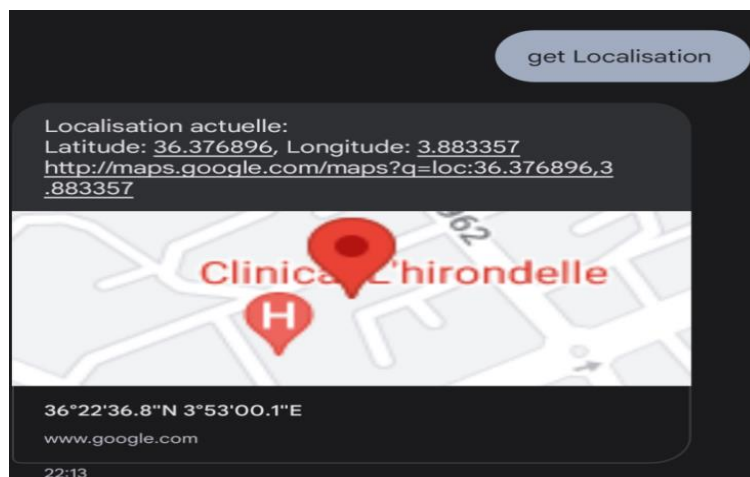 get Localisation
Localisation actuelle:
Latitude: 36.376896, Longitude: 3.883357
http://maps.google.com/maps?q=loc:36.376896,3
.883357
962
Clinica L'hirondelle
H
36°22'36.8"N 3°53'00.1"E
www.google.com
22:13